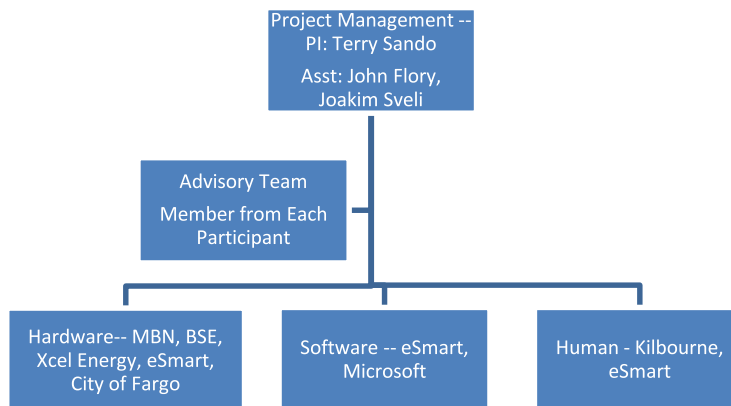 Project Management --
PI: Terry Sando
Asst: John Flory,
Joakim Sveli
Advisory Team
Member from Each
Participant
Hardware-- MBN, BSE,
Xcel Energy, eSmart,
City of Fargo
Software -- eSmart,
Microsoft
Human - Kilbourne,
eSmart